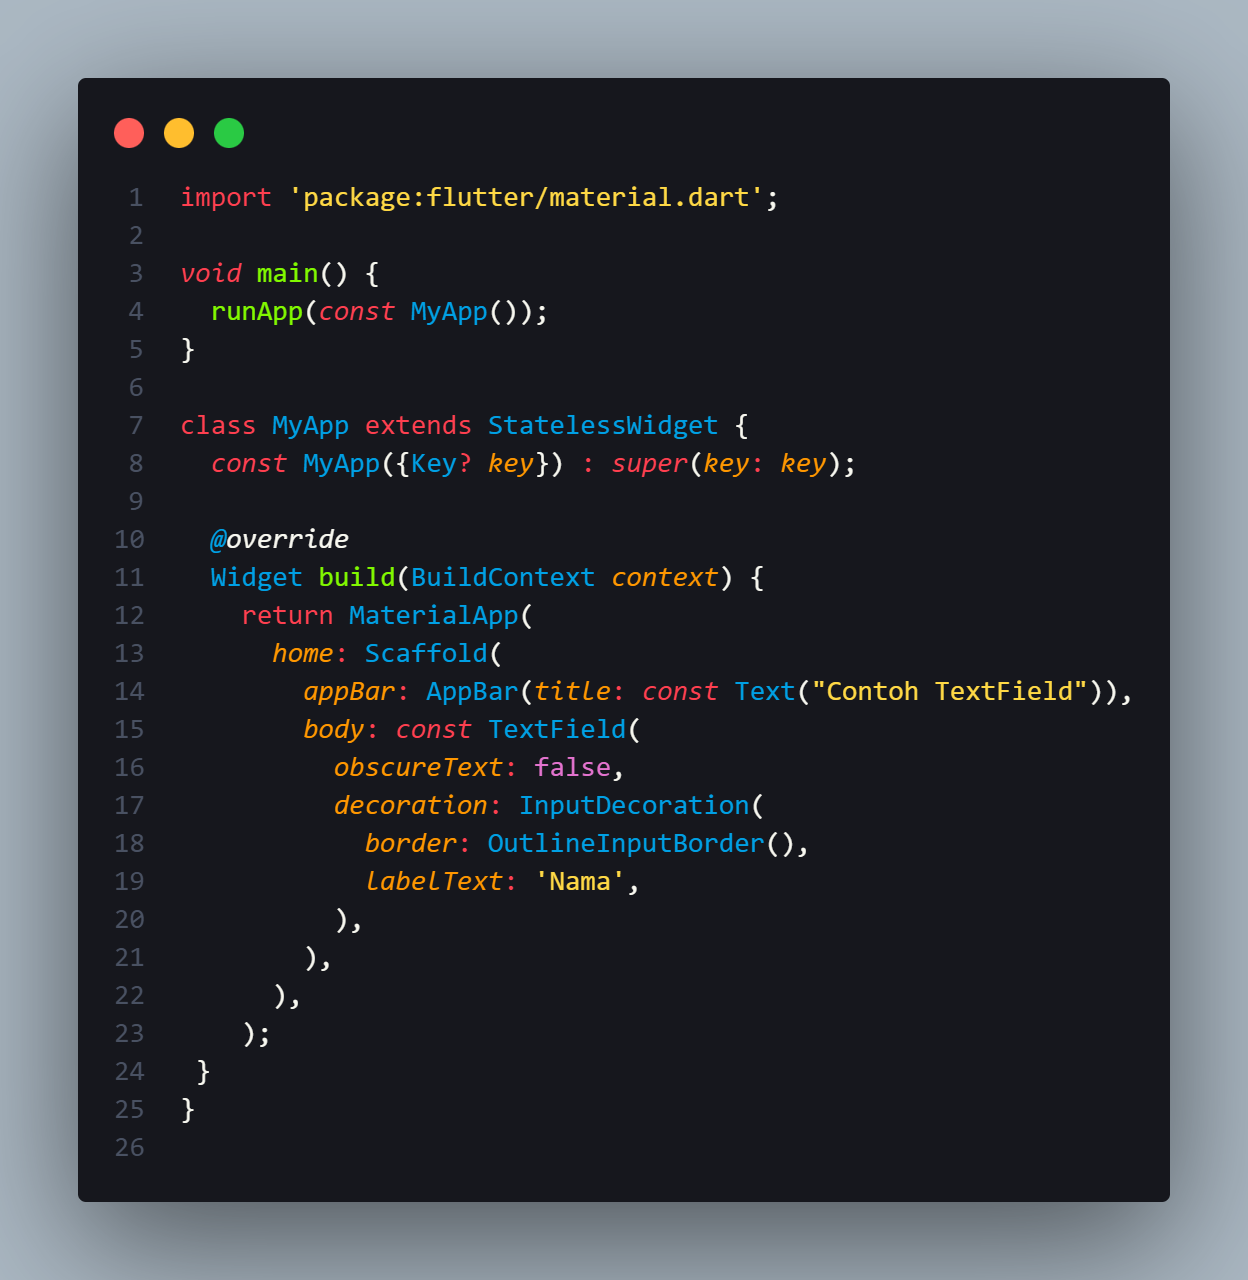 1 import 'package:flutter/material.dart';
2
3 void main() {
4   runApp(const MyApp());
5 }
6
7 class MyApp extends StatelessWidget {
8   const MyApp({Key? key}) : super(key: key);
9
10   @override
11   Widget build(BuildContext context) {
12     return MaterialApp(
13       home: Scaffold(
14         appBar: AppBar(title: const Text("Contoh TextField")),
15         body: const TextField(
16           obscureText: false,
17           decoration: InputDecoration(
18             border: OutlineInputBorder(),
19             labelText: 'Nama',
20           ),
21         ),
22       ),
23     );
24  }
25 }
26